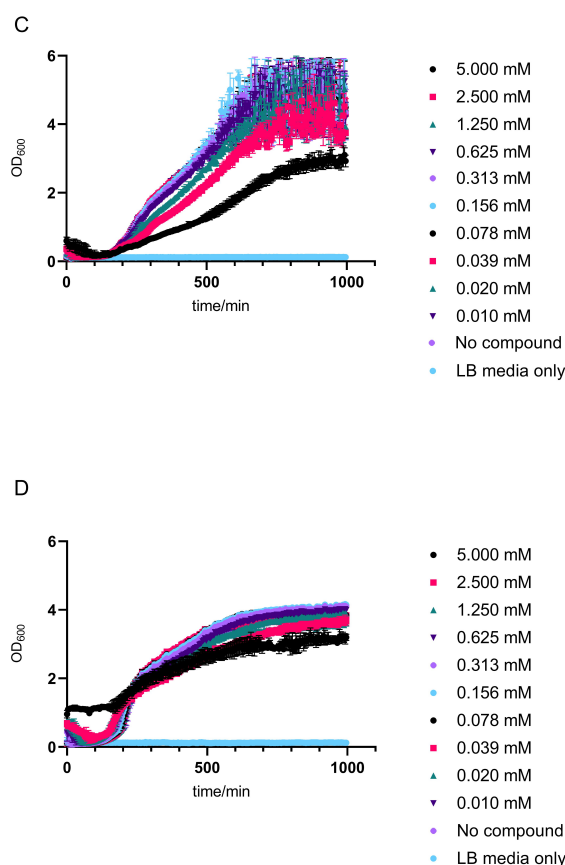 C
6
4
2
0
OD600
0
500
1000
time/min
5.000 mM
2.500 mM
1.250 mM
0.625 mM
0.313 mM
0.156 mM
0.078 mM
0.039 mM
0.020 mM
0.010 mM
No compound
LB media only
D
6
4
2
0
OD600
0
500
1000
time/min
5.000 mM
2.500 mM
1.250 mM
0.625 mM
0.313 mM
0.156 mM
0.078 mM
0.039 mM
0.020 mM
0.010 mM
No compound
LB media only